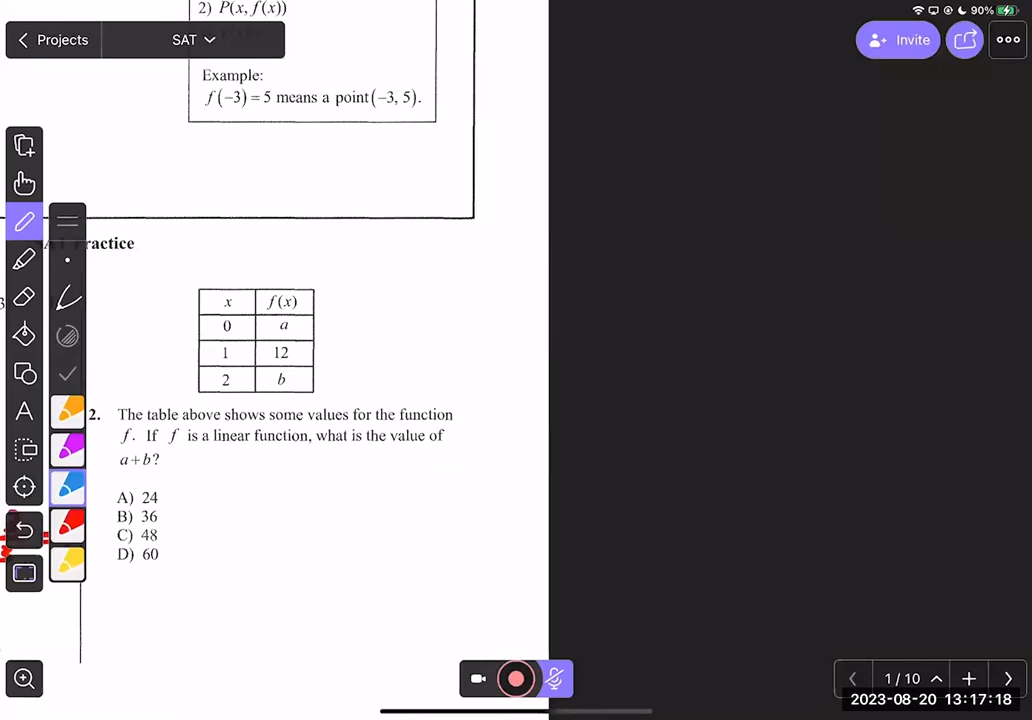 90%
2) P(x, f(x))
Projects
SAT
Invite
Example:
f(−3) = 5 means a point(−3, 5).
ractice
x f(x)
0 a
1 12
2 b
2. The table above shows some values for the function
f. If f is a linear function, what is the value of
a+b?
A) 24
B) 36
C) 48
D) 60
A
1 / 10
2023-08-20 13:17:18